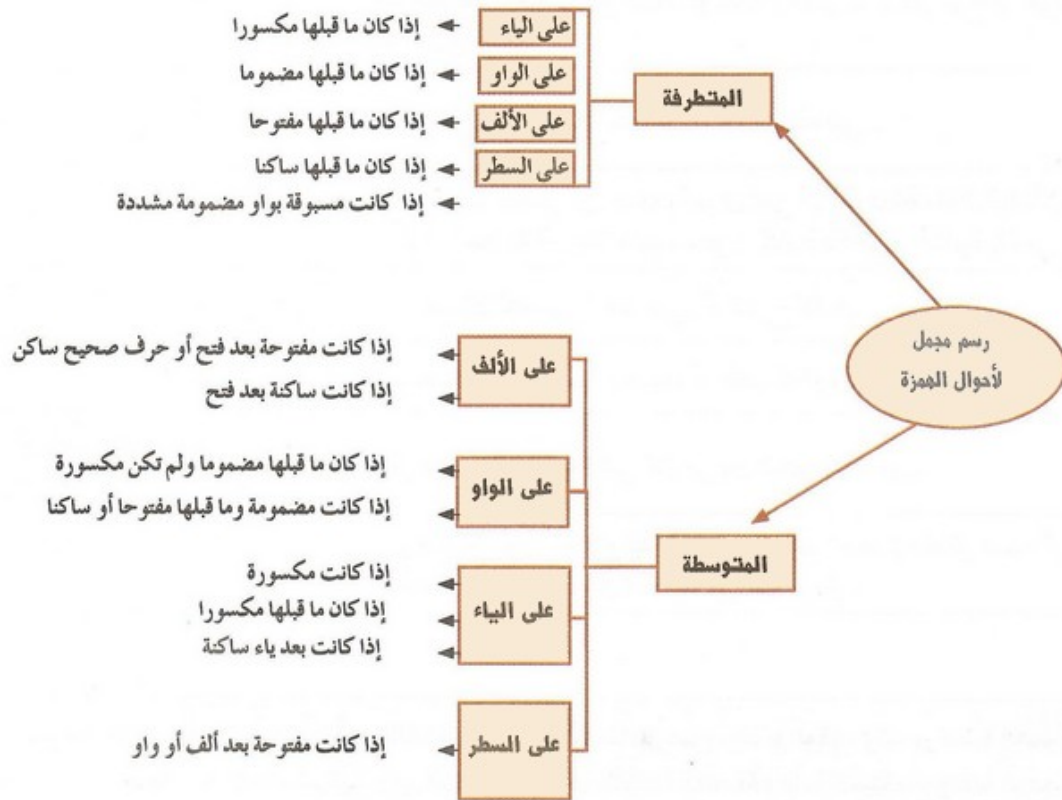 رسم مجمل
لأحوال الهمزة
المتطرفة
على الياء
إذا كان ما قبلها مكسورا
على الواو
إذا كان ما قبلها مضموما
على الألف
إذا كان ما قبلها مفتوحا
على السطر
إذا كان ما قبلها ساكنا
إذا كانت مسبوقة بواو مضمومة مشددة
المتوسطة
على الألف
إذا كانت مفتوحة بعد فتح أو حرف صحيح ساكن
إذا كانت ساكنة بعد فتح
على الواو
إذا كان ما قبلها مضموما ولم تكن مكسورة
إذا كانت مضمومة وما قبلها مفتوحا أو ساكنا
على الياء
إذا كانت مكسورة
إذا كان ما قبلها مكسورا
إذا كانت بعد ياء ساكنة
على السطر
إذا كانت مفتوحة بعد ألف أو واو